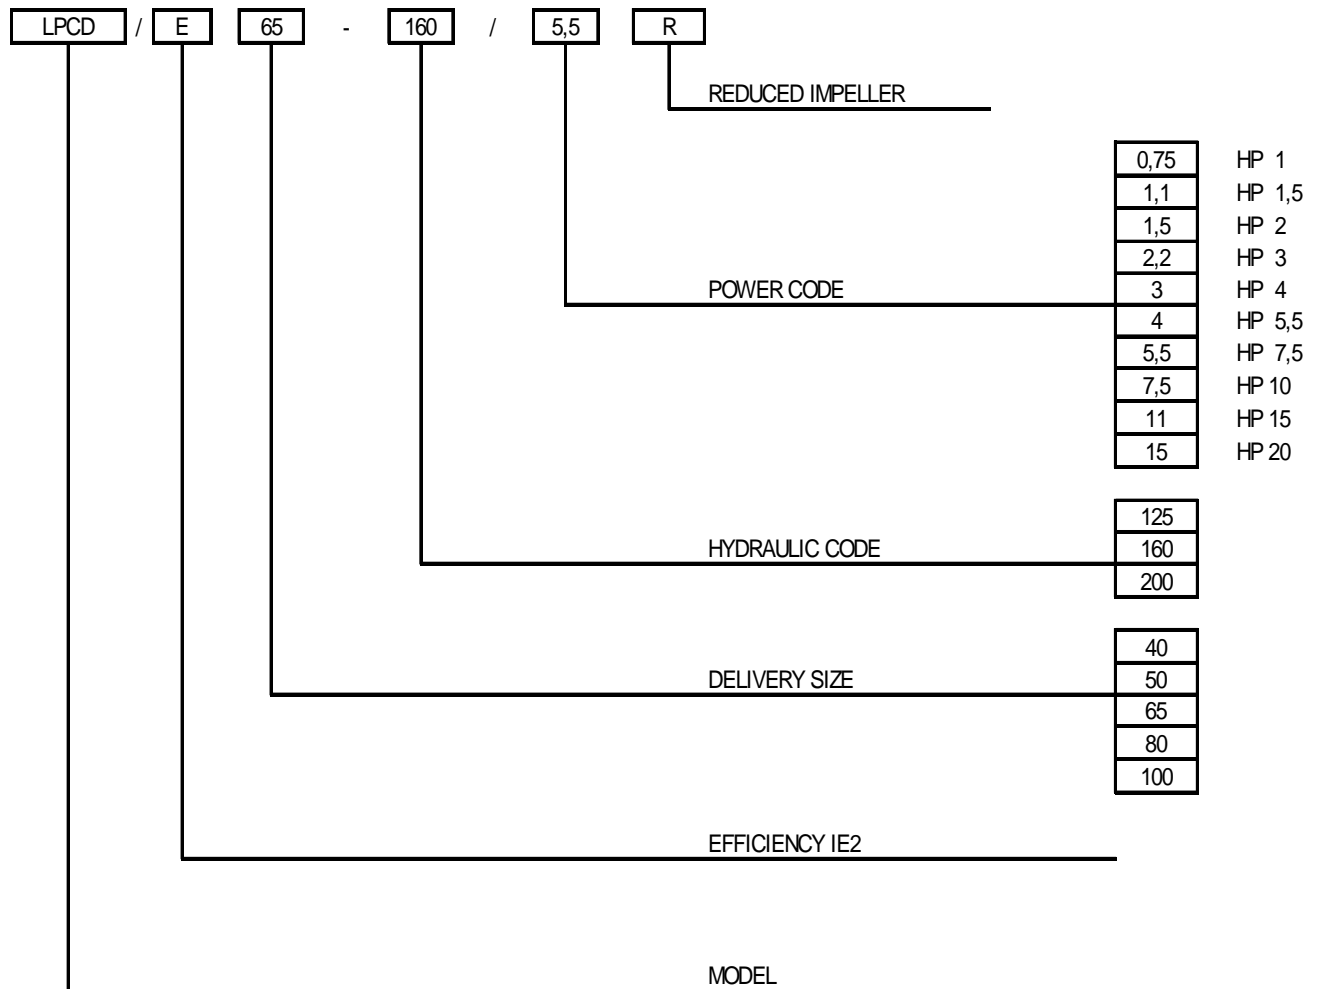 LPCD / E 65 - 160 / 5,5 R
REDUCED IMPELLER
0,75 HP 1
1,1 HP 1,5
1,5 HP 2
2,2 HP 3
POWER CODE 3 HP 4
4 HP 5,5
5,5 HP 7,5
7,5 HP 10
11 HP 15
15 HP 20
125
HYDRAULIC CODE 160
200
40
DELIVERY SIZE 50
65
80
100
EFFICIENCY IE2
MODEL